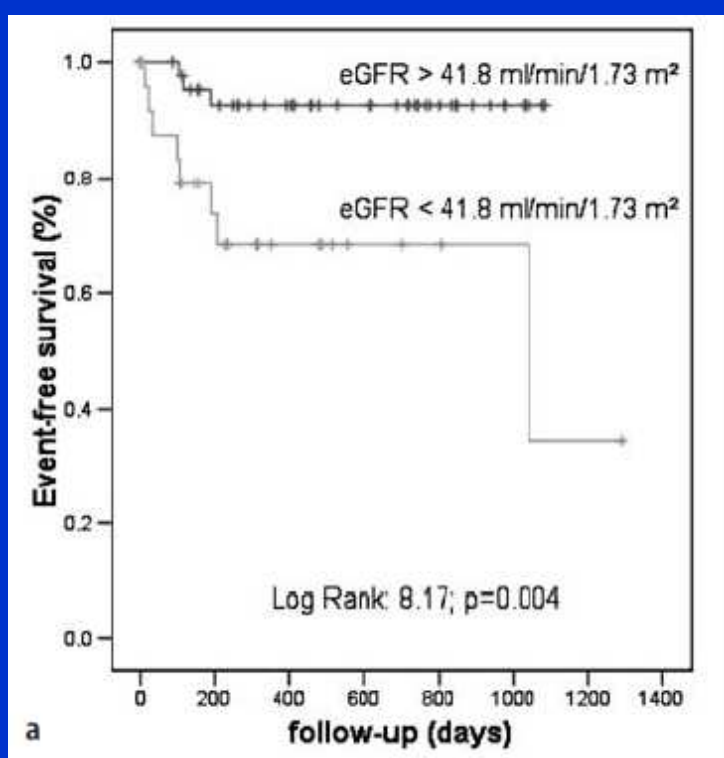 1.0
0.8
0.6
0.4
0.2
0.0
Event-free survival (%)
eGFR > 41.8 ml/min/1.73 m²
eGFR < 41.8 ml/min/1.73 m²
Log Rank: 8.17; p=0.004
0 200 400 600 800 1000 1200 1400
follow-up (days)
a